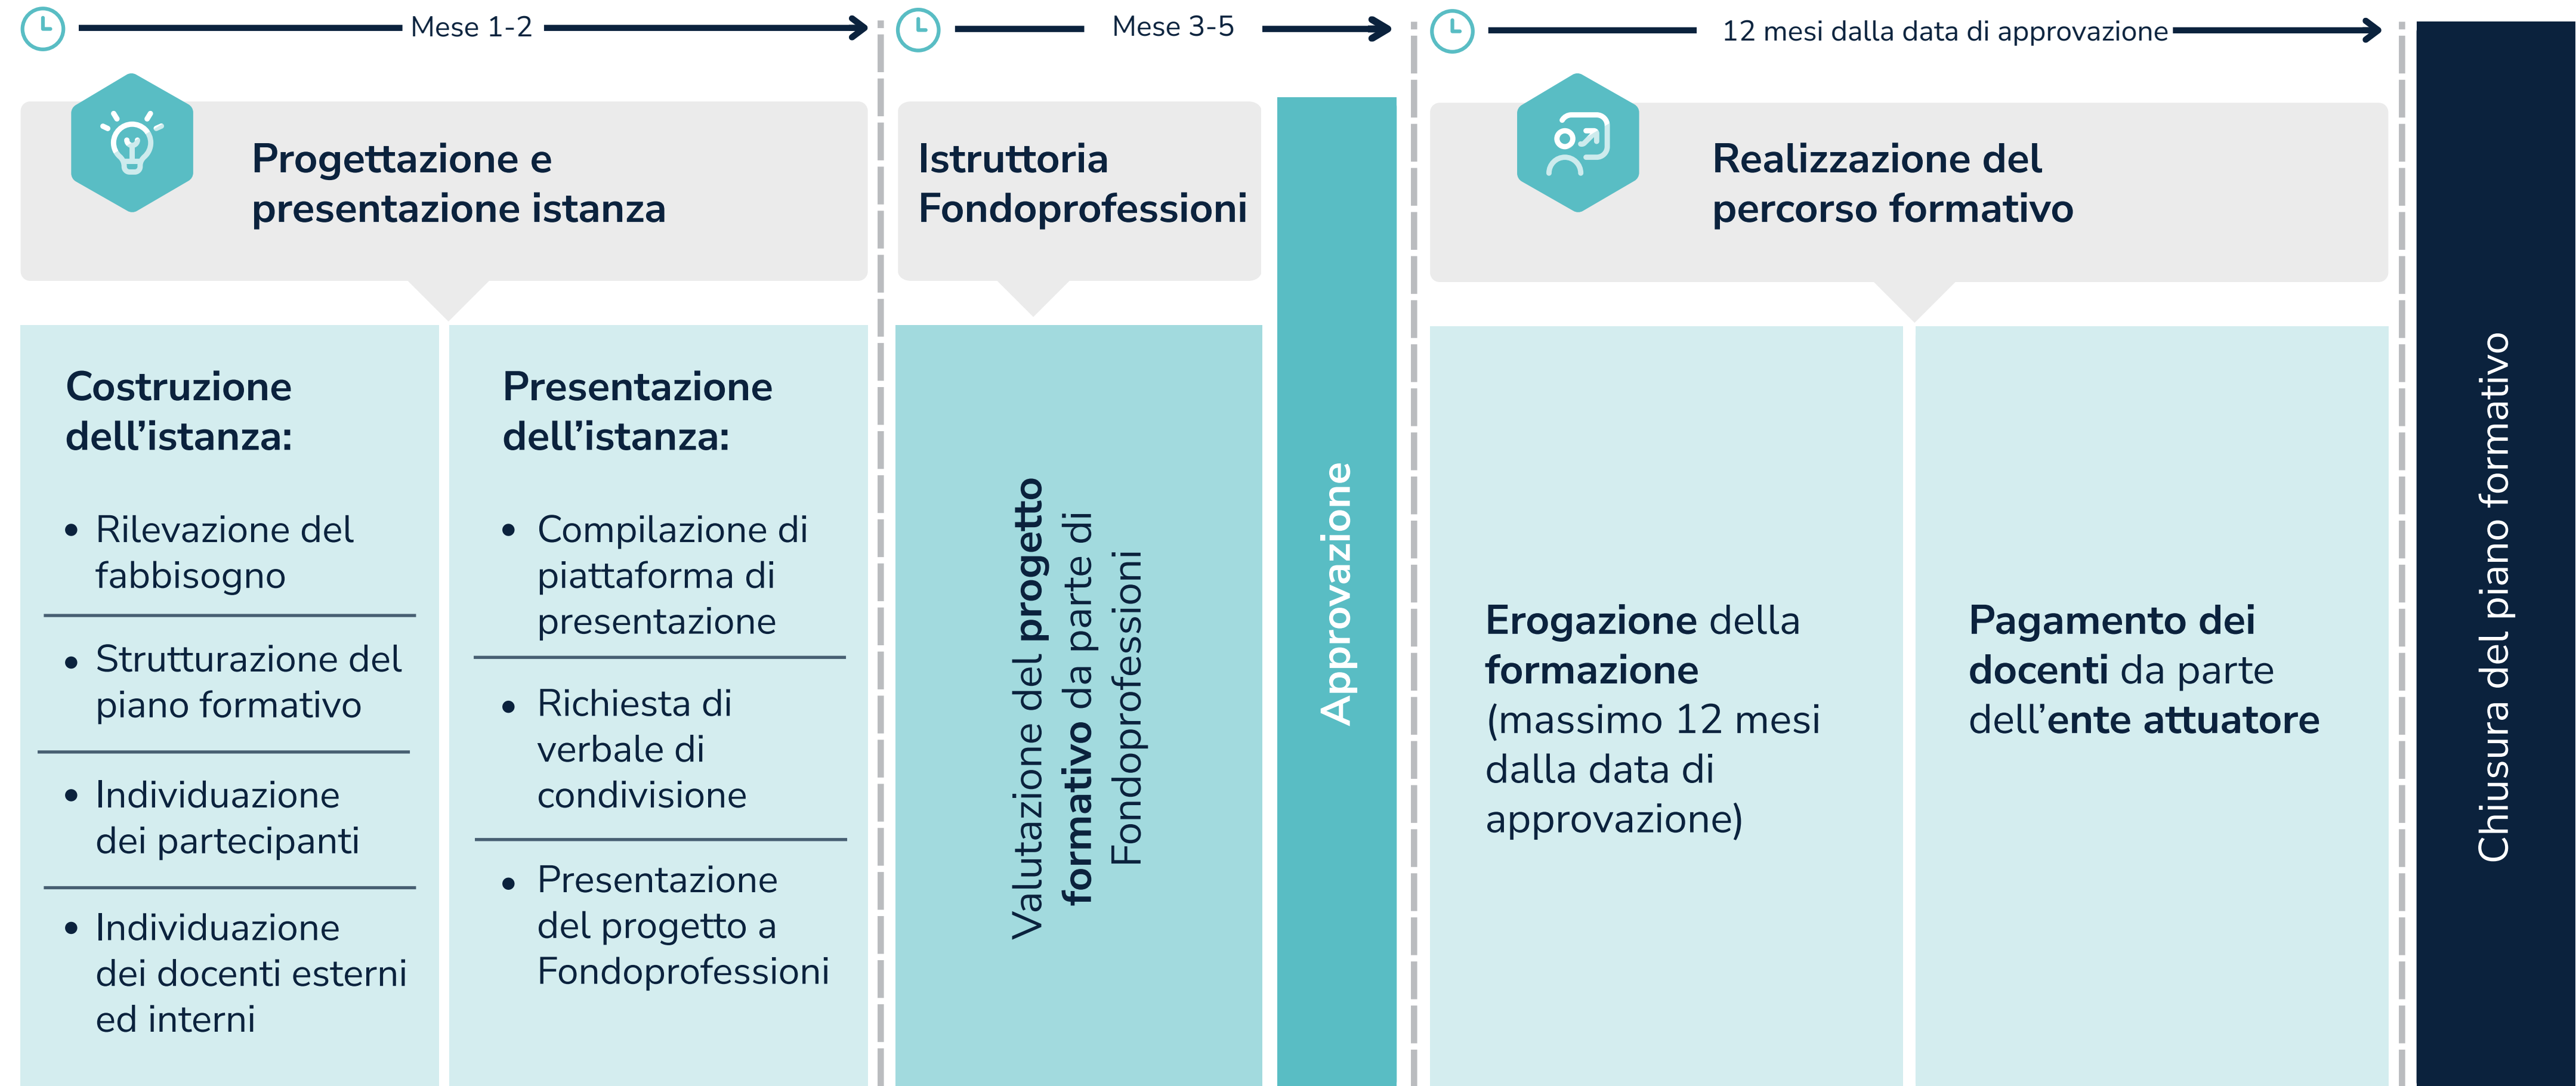 Mese 1-2
Mese 3-5
12 mesi dalla data di approvazione
Progettazione e
presentazione istanza
Costruzione
dell’istanza:
• Rilevazione del
fabbisogno
• Strutturazione del
piano formativo
• Individuazione
dei partecipanti
• Individuazione
dei docenti esterni
ed interni
Presentazione
dell’istanza:
• Compilazione di
piattaforma di
presentazione
• Richiesta di
verbale di
condivisione
• Presentazione
del progetto a
Fondoprofessioni
Istruttoria
Fondoprofessioni
Valutazione del progetto
formativo da parte di
Fondoprofessioni
Approvazione
Realizzazione del
percorso formativo
Erogazione della
formazione
(massimo 12 mesi
dalla data di
approvazione)
Pagamento dei
docenti da parte
dell’ente attuatore
Chiusura del piano formativo